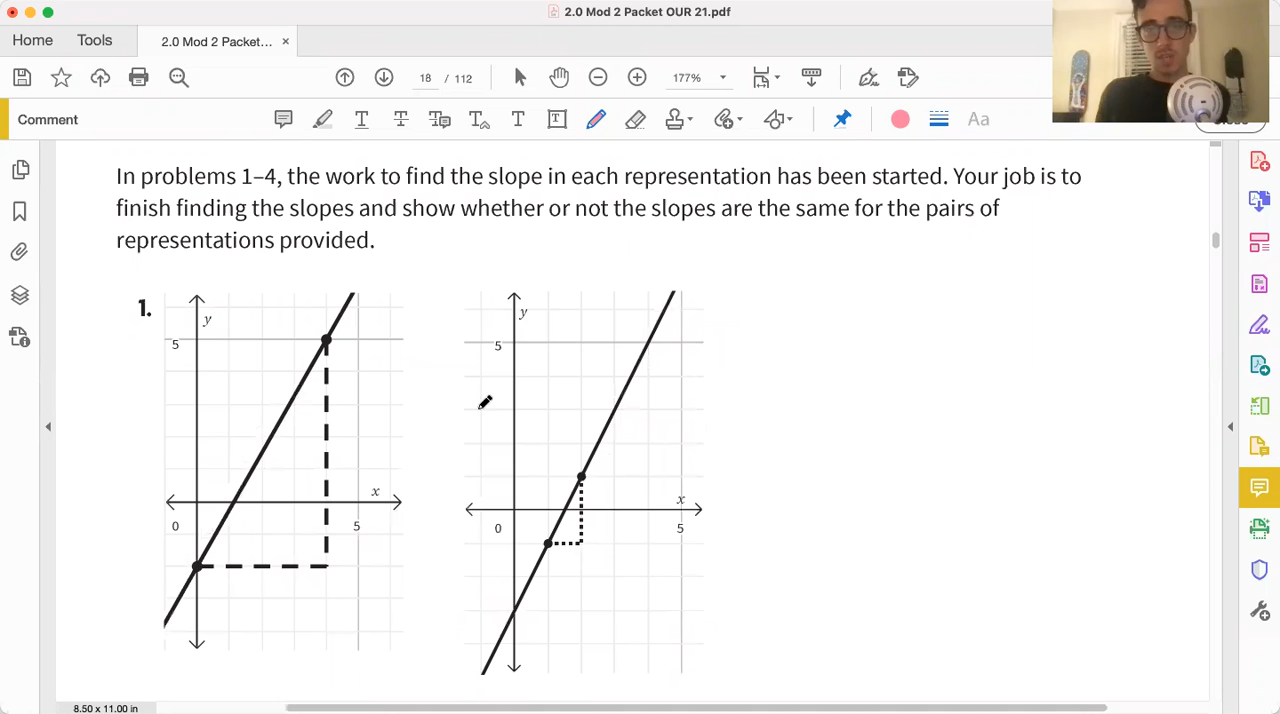 2.0 Mod 2 Packet OUR 21.pdf
Home Tools 2.0 Mod 2 Packet... ×
18 / 112 177%
Comment T T T T T T Aa
In problems 1–4, the work to find the slope in each representation has been started. Your job is to
finish finding the slopes and show whether or not the slopes are the same for the pairs of
representations provided.
1.
y
5
x
0 5
y
5
x
0 5
8.50 x 11.00 in